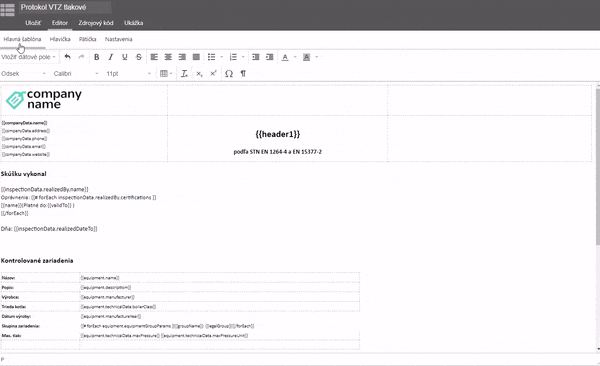 Protokol VTZ tlakové
Uložiť Editor Zdrojový kód Ukážka
Hlavná šablóna Hlavička Pätička Nastavenia
Vložiť dátové pole B I U S A A
Odsek Calibri 11pt
company
name
{{companyData.name}}
{{companyData.address}}
{{companyData.phone}}
{{companyData.email}}
{{companyData.website}}
{{header1}}
podľa STN EN 1264-4 a EN 15377-2
Skúšku vykonal
{{inspectionData.realizedBy.name}}
Oprávnenie: {{# forEach inspectionData.realizedBy.certifications }}
{{name}}(Platné do:{{validTo}} )
{{/forEach}}
Dňa: {{inspectionData.realizedDateTo}}
Kontrolované zariadenia
Názov: {{equipment.name}}
Popis: {{equipment.description}}
Výrobca: {{equipment.manufacturer}}
Trieda kotla: {{equipment.technicalData.boilerClass}}
Dátum výroby: {{equipment.manufactureYear}}
Skupina zariadenia: {{# forEach equipment.equipmentGroupParams }}{{groupName}} {{legalGroup}}{{/forEach}}
Max. tlak: {{equipment.technicalData.maxPressure}} {{equipment.technicalData.maxPressureUnit}}
P